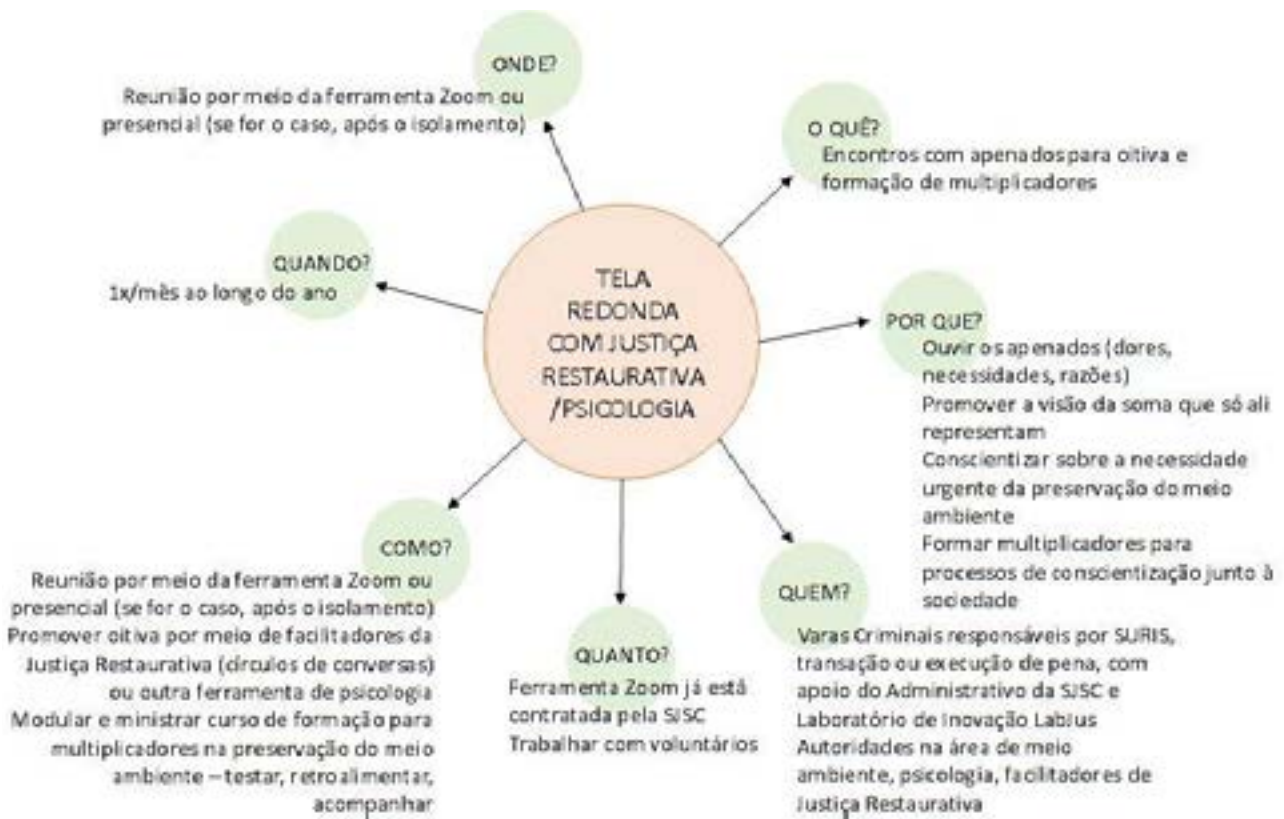 ONDE?
Reunião por meio da ferramenta Zoom ou
presencial (se for o caso, após o isolamento)
O QUÊ?
Encontros com apenados para oitiva e
formação de multiplicadores
QUANDO?
1x/mês ao longo do ano
TELA
REDONDA
COM JUSTIÇA
RESTAURATIVA
/PSICOLOGIA
POR QUE?
Ouvir os apenados (dores,
necessidades, razões)
Promover a visão da soma que só ali
representam
Conscientizar sobre a necessidade
urgente da preservação do meio
ambiente
Formar multiplicadores para
processos de conscientização junto à
sociedade
COMO?
Reunião por meio da ferramenta Zoom ou
presencial (se for o caso, após o isolamento)
Promover oitiva por meio de facilitadores da
Justiça Restaurativa (círculos de conversas)
ou outra ferramenta de psicologia
Modular e ministrar curso de formação para
multiplicadores na preservação do meio
ambiente – testar, retroalimentar,
acompanhar
QUANTO?
Ferramenta Zoom já está
contratada pela SJSC
Trabalhar com voluntários
QUEM?
Varas Criminais responsáveis por SURIS,
transação ou execução de pena, com
apoio do Administrativo da SJSC e
Laboratório de Inovação LabJus
Autoridades na área de meio
ambiente, psicologia, facilitadores de
Justiça Restaurativa